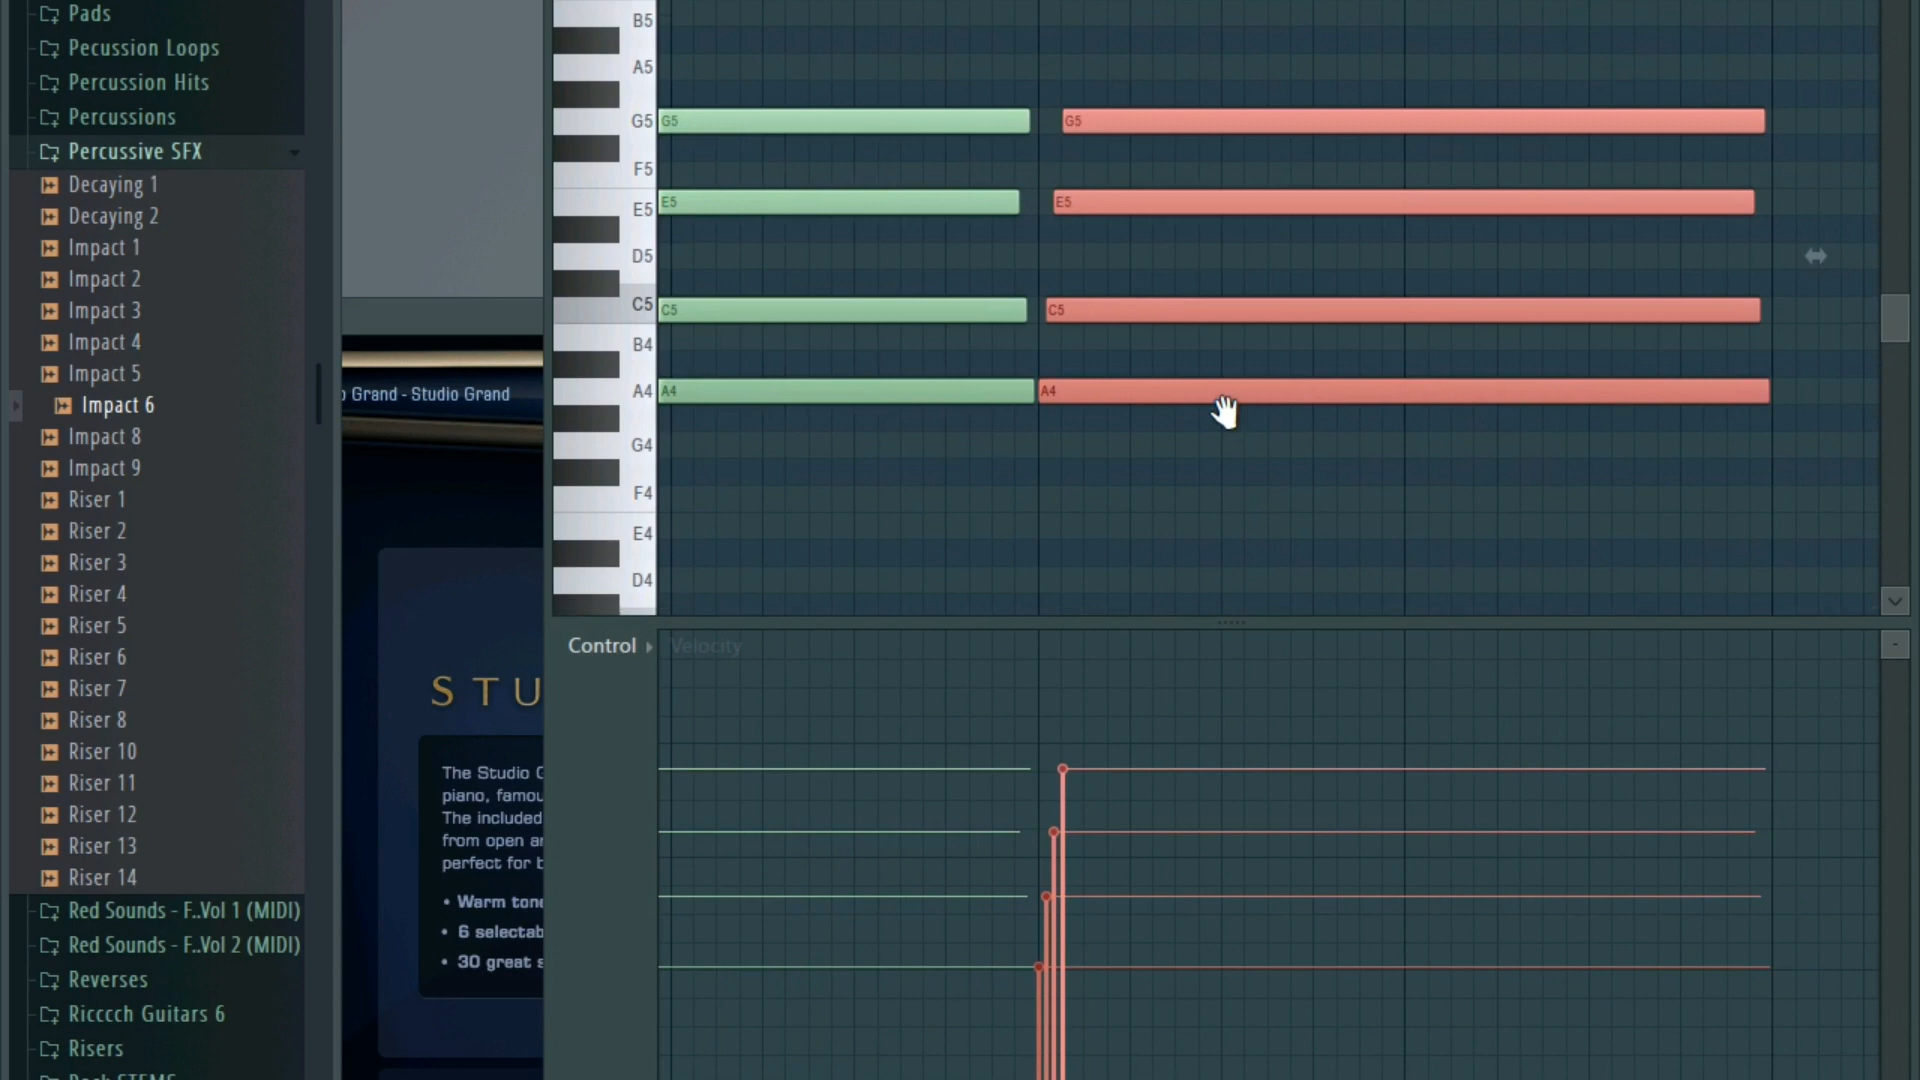 Pads
Pecussion Loops
Percussion Hits
Percussions
Percussive SFX
Decaying 1
Decaying 2
Impact 1
Impact 2
Impact 3
Impact 4
Impact 5
Impact 6
Impact 8
Impact 9
Riser 1
Riser 2
Riser 3
Riser 4
Riser 5
Riser 6
Riser 7
Riser 8
Riser 10
Riser 11
Riser 12
Riser 13
Riser 14
Red Sounds - F..Vol 1 (MIDI)
Red Sounds - F..Vol 2 (MIDI)
Reverses
Ricccch Guitars 6
Risers
o Grand - Studio Grand
STU
The Studio G
piano, famou
The included
from open an
perfect for b
• Warm tone
• 6 selectab
• 30 great s
B5
A5
G5 G5 G5
F5
E5 E5 E5
D5
C5 C5 C5
B4
A4 A4 A4
G4
F4
E4
D4
Control Velocity